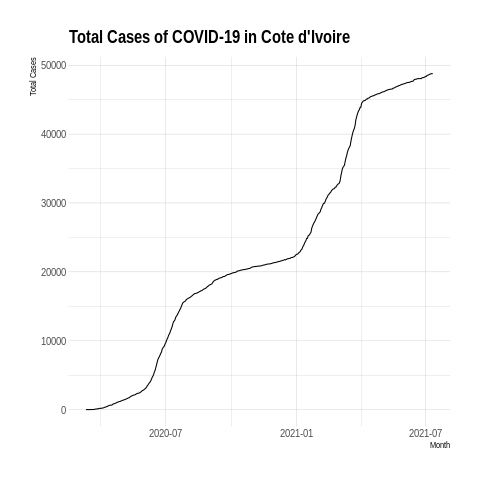 Total Cases of COVID-19 in Cote d'Ivoire
Total Cases
50000
40000
30000
20000
10000
0
2020-07 2021-01 2021-07
Month